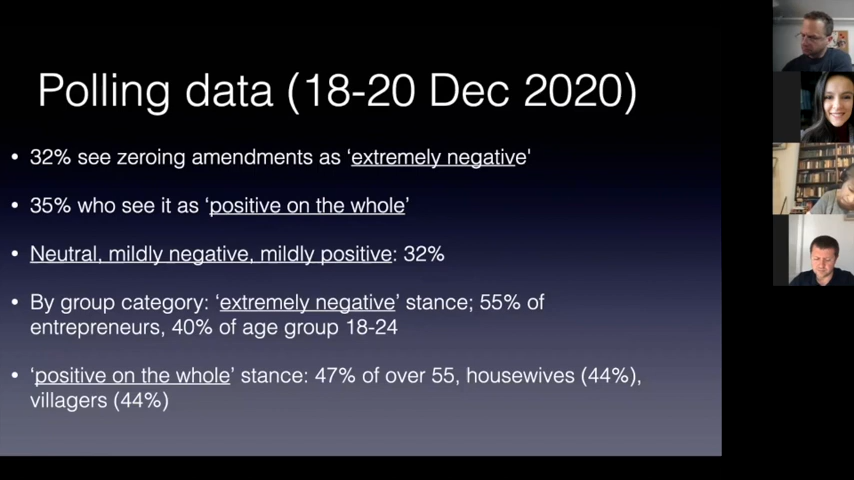 Polling data (18-20 Dec 2020)
• 32% see zeroing amendments as ‘extremely negative'
• 35% who see it as ‘positive on the whole’
• Neutral, mildly negative, mildly positive: 32%
• By group category: ‘extremely negative’ stance; 55% of
entrepreneurs, 40% of age group 18-24
• ‘positive on the whole’ stance: 47% of over 55, housewives (44%),
villagers (44%)